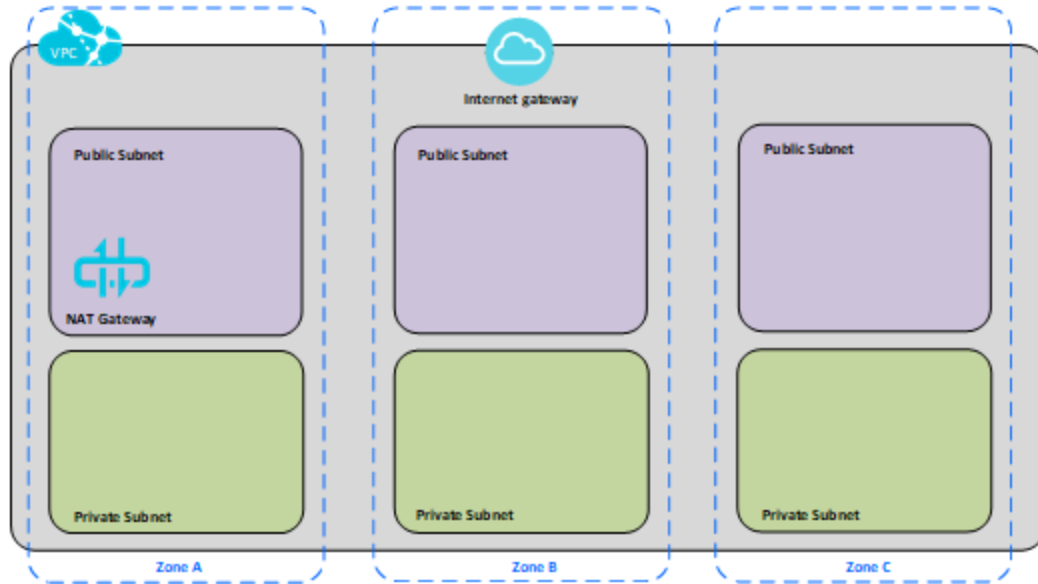 VPC
Internet gateway
Public Subnet
Public Subnet
Public Subnet
NAT Gateway
Private Subnet
Private Subnet
Private Subnet
Zone A
Zone B
Zone C